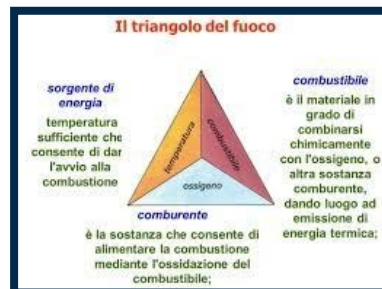 Il triangolo del fuoco
sorgente di
energia
temperatura
sufficiente che
consente di dar
l'avvio alla
combustione
combustibile
è il materiale in
grado di
combinarsi
chimicamente
con l'ossigeno, o
altra sostanza
comburente,
dando luogo ad
emissione di
energia termica;
temperatura
combustibile
ossigeno
comburente
è la sostanza che consente di
alimentare la combustione
mediante l'ossidazione del
combustibile;